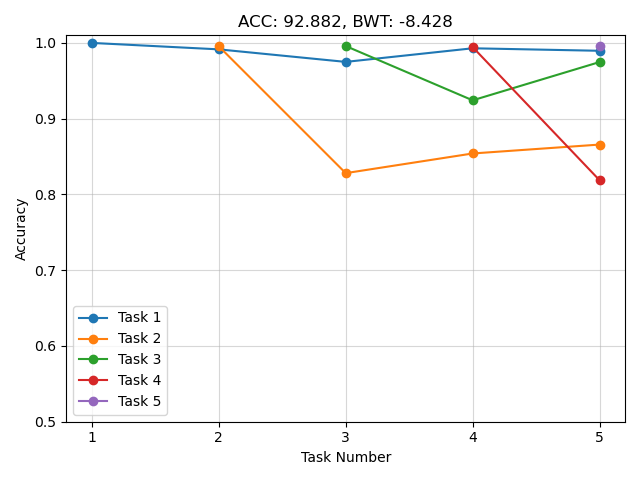 ACC: 92.882, BWT: -8.428
1.0
0.9
0.8
0.7
0.6
0.5
Accuracy
Task 1
Task 2
Task 3
Task 4
Task 5
1 2 3 4 5
Task Number